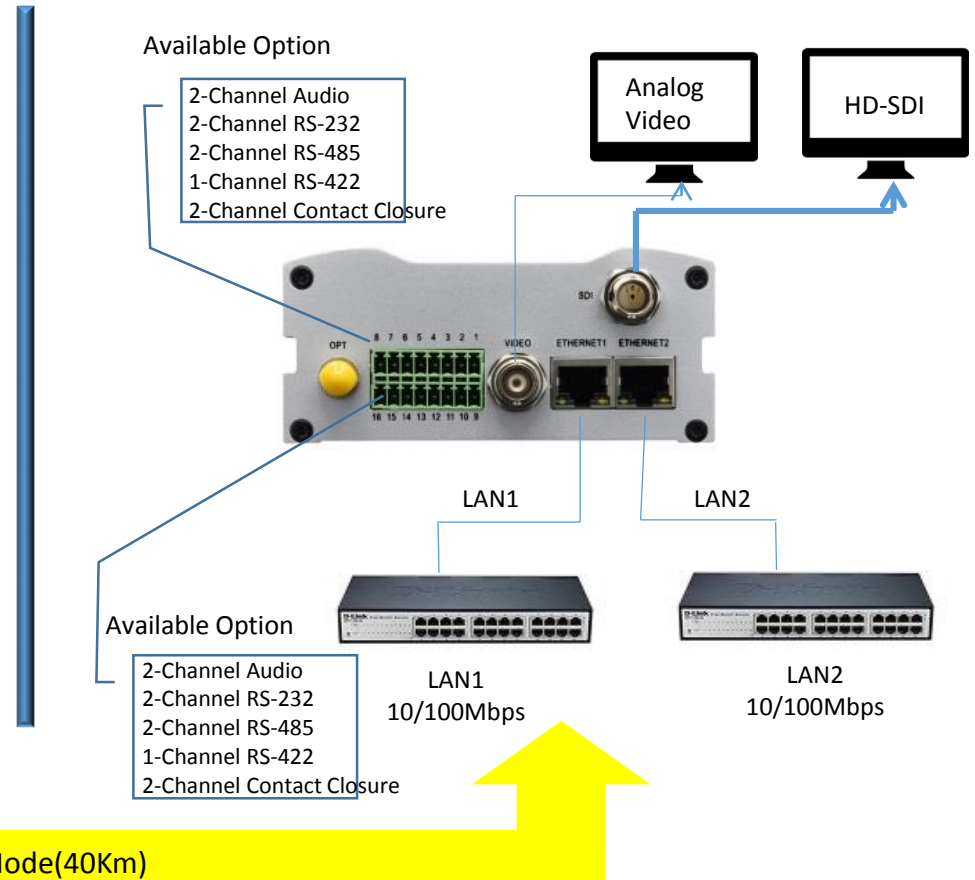 Available Option
2-Channel Audio
2-Channel RS-232
2-Channel RS-485
1-Channel RS-422
2-Channel Contact Closure
Analog
Video
HD-SDI
SDI
OPT
8 7 6 5 4 3 2 1
VIDEO
ETHERNET1 ETHERNET2
16 15 14 13 12 11 10 9
LAN1
LAN2
D-Link
D-Link
LAN1
10/100Mbps
LAN2
10/100Mbps
Available Option
2-Channel Audio
2-Channel RS-232
2-Channel RS-485
1-Channel RS-422
2-Channel Contact Closure
Mode(40Km)